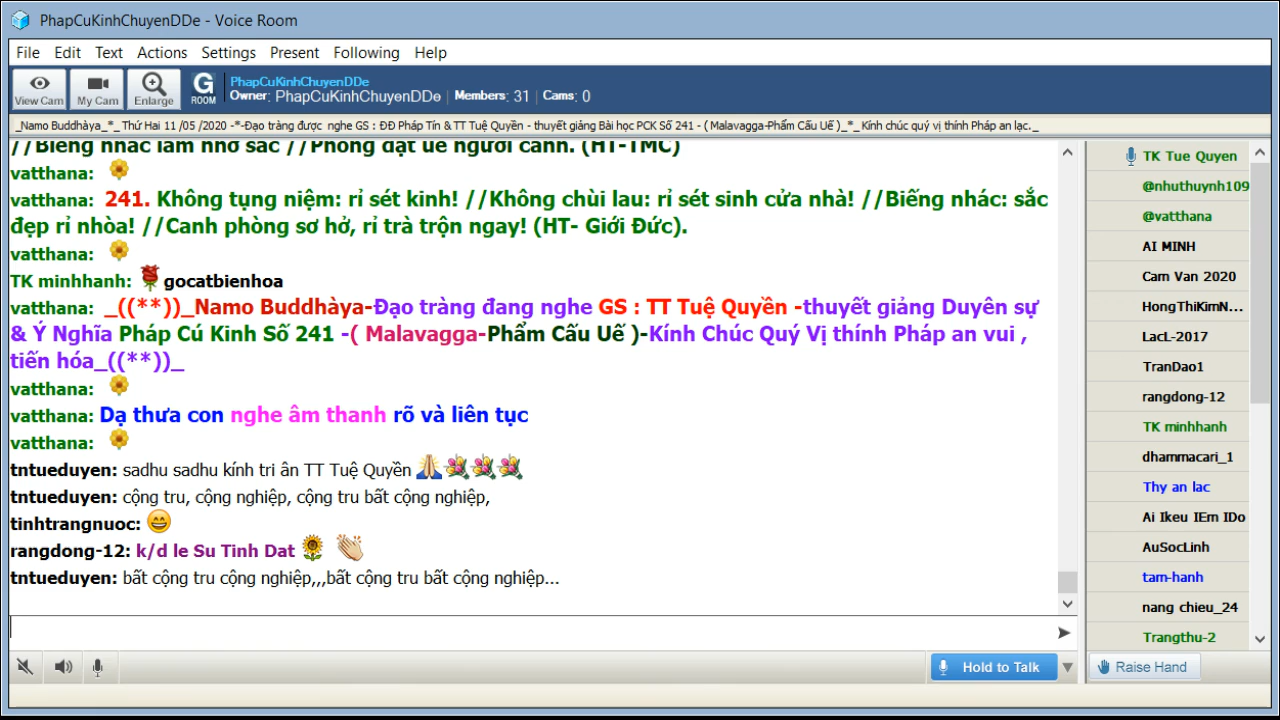 PhapCuKinhChuyenDDe - Voice Room
File Edit Text Actions Settings Present Following Help
View Cam My Cam Enlarge G ROOM
PhapCuKinhChuyenDDe
Owner: PhapCuKinhChuyenDDe Members: 31 Cams: 0
_Namo Buddhàya_*_ Thứ Hai 11 /05 /2020 -*-Đạo tràng được nghe GS : ĐĐ Pháp Tín & TT Tuệ Quyền - thuyết giảng Bài học PCK Số 241 - ( Malavagga-Phẩm Cấu Uế )_*_ Kính chúc quý vị thính Pháp an lạc._
//Biếng nhác làm nhơ sắc //Phóng dật uế người canh. (HT-TMC)
vatthana:
vatthana: 241. Không tụng niệm: rỉ sét kinh! //Không chùi lau: rỉ sét sinh cửa nhà! //Biếng nhác: sắc
đẹp rỉ nhòa! //Canh phòng sơ hở, rỉ trà trộn ngay! (HT- Giới Đức).
vatthana:
TK minhhanh: gocatbienhoa
vatthana: _((**))_Namo Buddhàya-Đạo tràng đang nghe GS : TT Tuệ Quyền -thuyết giảng Duyên sự
& Ý Nghĩa Pháp Cú Kinh Số 241 -( Malavagga-Phẩm Cấu Uế )-Kính Chúc Quý Vị thính Pháp an vui ,
tiến hóa_((**))_
vatthana:
vatthana: Dạ thưa con nghe âm thanh rõ và liên tục
vatthana:
tntueduyen: sadhu sadhu kính tri ân TT Tuệ Quyền
tntueduyen: cộng tru, cộng nghiệp, cộng tru bất cộng nghiệp,
tinhtrangnuoc:
rangdong-12: k/d le Su Tinh Dat
tntueduyen: bất cộng tru cộng nghiệp,,,bất cộng tru bất cộng nghiệp...
Hold to Talk
TK Tue Quyen
@nhuthuynh109
@vatthana
AI MINH
Cam Van 2020
HongThiKimN...
LacL-2017
TranDao1
rangdong-12
TK minhhanh
dhammacari_1
Thy an lac
Ai Ikeu IEm IDo
AuSocLinh
tam-hanh
nang chieu_24
Trangthu-2
Raise Hand